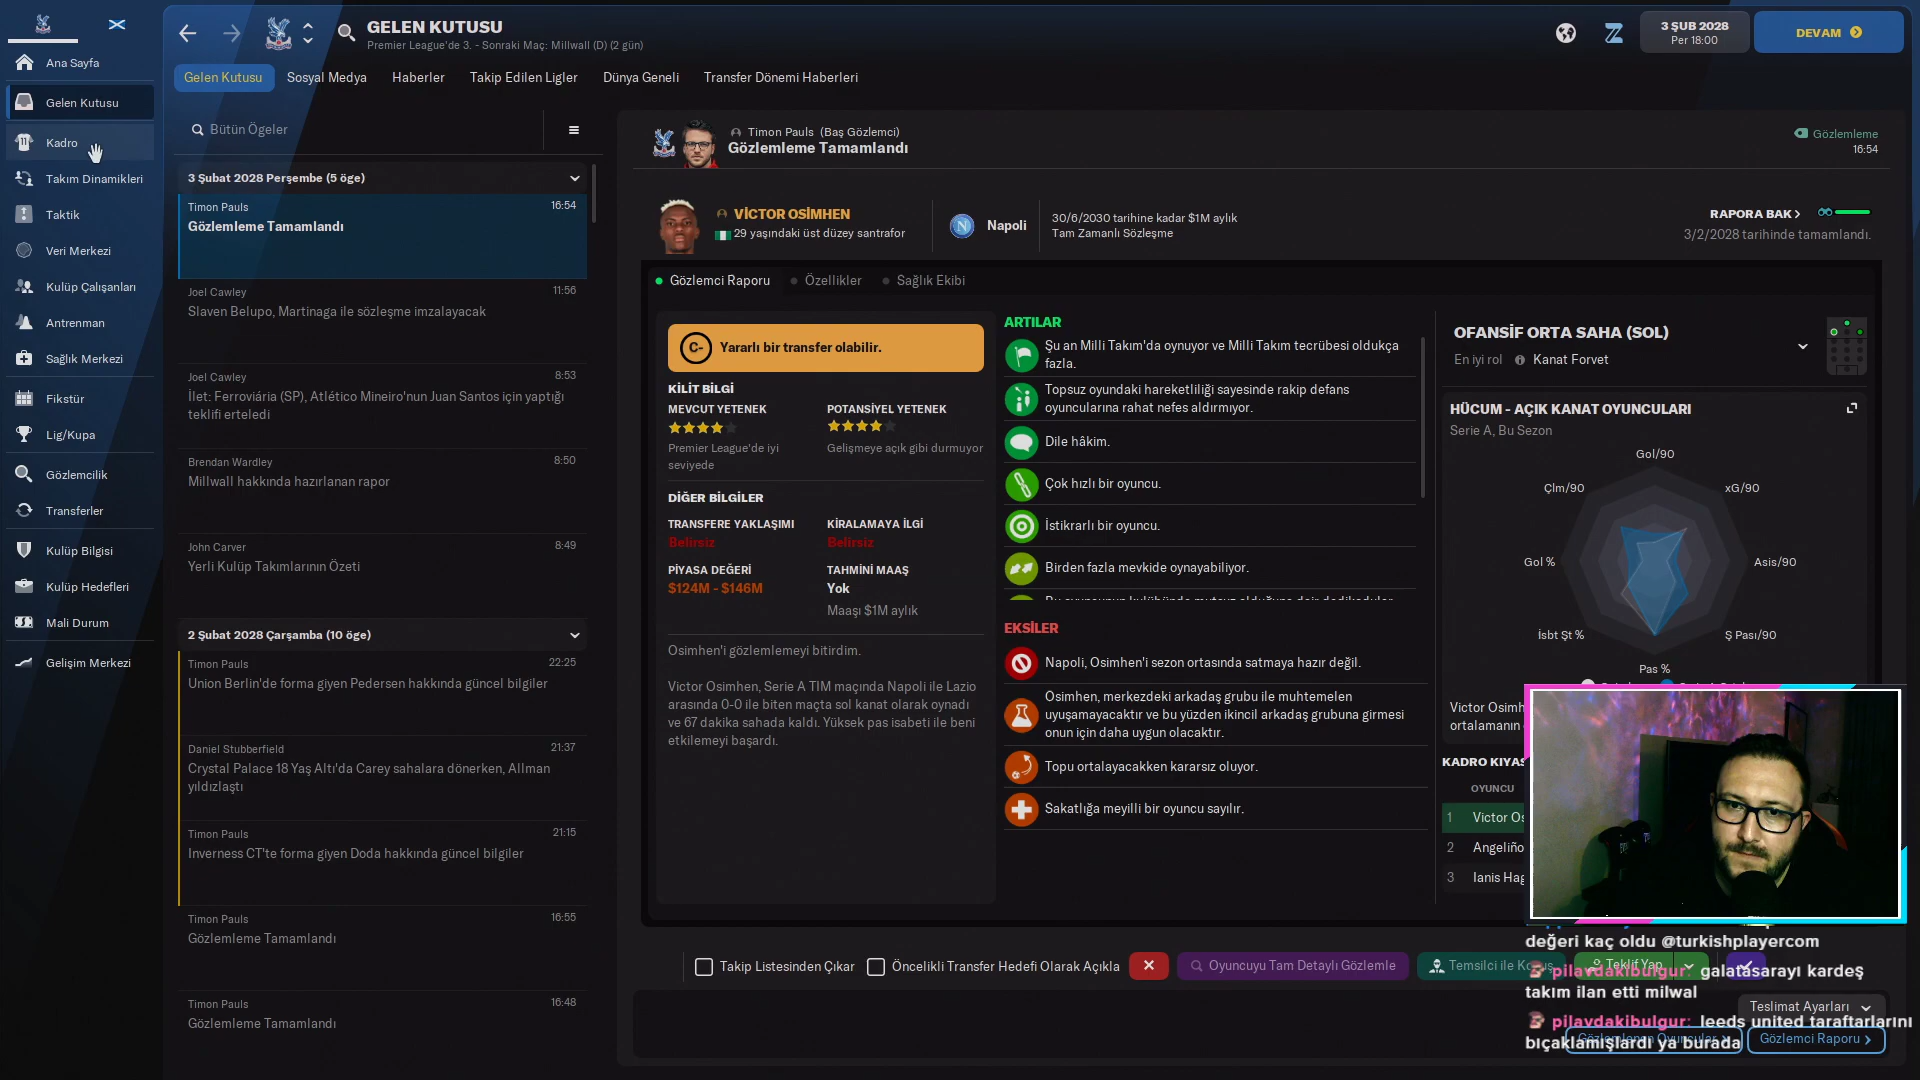 GELEN KUTUSU
Premier League'de 3. - Sonraki Maç: Millwall (D) (2 gün)
3 ŞUB 2028
Per 18:00
DEVAM
Ana Sayfa
Gelen Kutusu
Kadro
Takım Dinamikleri
Taktik
Veri Merkezi
Kulüp Çalışanları
Antrenman
Sağlık Merkezi
Fikstür
Lig/Kupa
Gözlemcilik
Transferler
Kulüp Bilgisi
Kulüp Hedefleri
Mali Durum
Gelişim Merkezi
Gelen Kutusu
Sosyal Medya
Haberler
Takip Edilen Ligler
Dünya Geneli
Transfer Dönemi Haberleri
Bütün Ögeler
3 Şubat 2028 Perşembe (5 öge)
Timon Pauls 16:54
Gözlemleme Tamamlandı
Joel Cawley 11:56
Slaven Belupo, Martinaga ile sözleşme imzalayacak
Joel Cawley 8:53
İlet: Ferroviária (SP), Atlético Mineiro'nun Juan Santos için yaptığı
teklifi erteledi
Brendan Wardley 8:50
Millwall hakkında hazırlanan rapor
John Carver 8:49
Yerli Kulüp Takımlarının Özeti
2 Şubat 2028 Çarşamba (10 öge)
Timon Pauls 22:25
Union Berlin'de forma giyen Pedersen hakkında güncel bilgiler
Daniel Stubberfield 21:37
Crystal Palace 18 Yaş Altı'da Carey sahalara dönerken, Allman
yıldızlaştı
Timon Pauls 21:15
Inverness CT'te forma giyen Doda hakkında güncel bilgiler
Timon Pauls 16:55
Gözlemleme Tamamlandı
Timon Pauls 16:48
Gözlemleme Tamamlandı
Timon Pauls (Baş Gözlemci)
Gözlemleme Tamamlandı
Gözlemleme
16:54
VİCTOR OSİMHEN
29 yaşındaki üst düzey santrafor
Napoli
30/6/2030 tarihine kadar $1M aylık
Tam Zamanlı Sözleşme
RAPORA BAK >
3/2/2028 tarihinde tamamlandı.
Gözlemci Raporu
Özellikler
Sağlık Ekibi
C- Yararlı bir transfer olabilir.
KİLİT BİLGİ
MEVCUT YETENEK
Premier League'de iyi
seviyede
POTANSİYEL YETENEK
Gelişmeye açık gibi durmuyor
DİĞER BİLGİLER
TRANSFERE YAKLAŞIMI
Belirsiz
KİRALAMAYA İLGİ
Belirsiz
PİYASA DEĞERİ
$124M - $146M
TAHMİNİ MAAŞ
Yok
Maaşı $1M aylık
Osimhen'i gözlemlemeyi bitirdim.
Victor Osimhen, Serie A TIM maçında Napoli ile Lazio
arasında 0-0 ile biten maçta sol kanat olarak oynadı
ve 67 dakika sahada kaldı. Yüksek pas isabeti ile beni
etkilemeyi başardı.
ARTILAR
Şu an Milli Takım'da oynuyor ve Milli Takım tecrübesi oldukça
fazla.
Topsuz oyundaki hareketliliği sayesinde rakip defans
oyuncularına rahat nefes aldırmıyor.
Dile hâkim.
Çok hızlı bir oyuncu.
İstikrarlı bir oyuncu.
Birden fazla mevkide oynayabiliyor.
EKSİLER
Napoli, Osimhen'i sezon ortasında satmaya hazır değil.
Osimhen, merkezdeki arkadaş grubu ile muhtemelen
uyuşamayacaktır ve bu yüzden ikincil arkadaş grubuna girmesi
onun için daha uygun olacaktır.
Topu ortalayacakken kararsız oluyor.
Sakatlığa meyilli bir oyuncu sayılır.
OFANSİF ORTA SAHA (SOL)
En iyi rol Kanat Forvet
HÜCUM - AÇIK KANAT OYUNCULARI
Serie A, Bu Sezon
Gol/90
xG/90
Asis/90
Ş Pası/90
Pas %
İsbt Şt %
Gol %
Çlm/90
Victor Osimh
ortalamanın
KADRO KIYAS
OYUNCU
1 Victor Os
2 Angeliño
3 Ianis Hag
Takip Listesinden Çıkar
Öncelikli Transfer Hedefi Olarak Açıkla
Oyuncuyu Tam Detaylı Gözlemle
Temsilci ile Konuş
Teklif Yap
değeri kaç oldu @turkishplayercom
pilavdakibulgur: galatasarayı kardeş
takım ilan etti milwal
Teslimat Ayarları
pilavdakibulgur: leeds united taraftarlarını
bıçaklamışlardı ya burada
Gözlemlenen Oyuncular
Gözlemci Raporu >